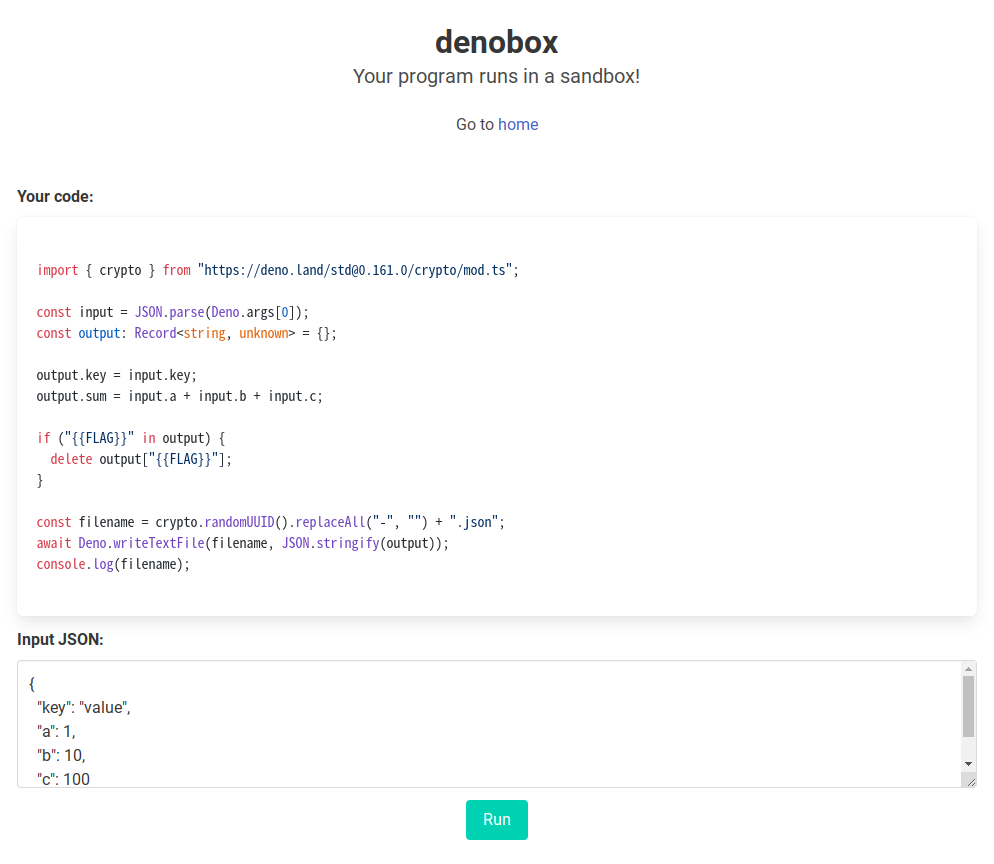 denobox
Your program runs in a sandbox!
Go to home
Your code:
import { crypto } from "https://deno.land/std@0.161.0/crypto/mod.ts";
const input = JSON.parse(Deno.args[0]);
const output: Record<string, unknown> = {};
output.key = input.key;
output.sum = input.a + input.b + input.c;
if ("{{FLAG}}" in output) {
  delete output["{{FLAG}}"];
}
const filename = crypto.randomUUID().replaceAll("-", "") + ".json";
await Deno.writeTextFile(filename, JSON.stringify(output));
console.log(filename);
Input JSON:
{
  "key": "value",
  "a": 1,
  "b": 10,
  "c": 100
Run